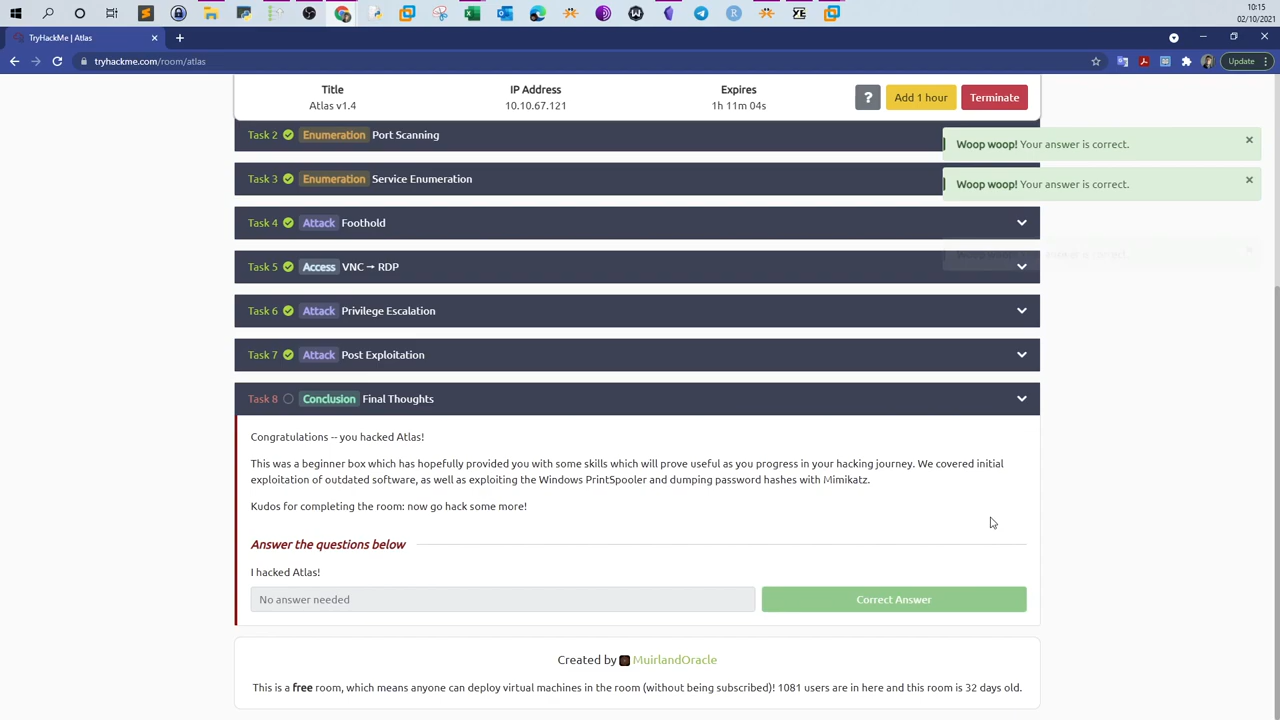 10:15
02/10/2021
TryHackMe | Atlas
tryhackme.com/room/atlas
Update
Title
Atlas v1.4
IP Address
10.10.67.121
Expires
1h 11m 04s
?
Add 1 hour
Terminate
Task 2 Enumeration Port Scanning
Woop woop! Your answer is correct.
Task 3 Enumeration Service Enumeration
Woop woop! Your answer is correct.
Task 4 Attack Foothold
Woop woop! Your answer is correct.
Task 5 Access VNC → RDP
Task 6 Attack Privilege Escalation
Task 7 Attack Post Exploitation
Task 8 Conclusion Final Thoughts
Congratulations -- you hacked Atlas!
This was a beginner box which has hopefully provided you with some skills which will prove useful as you progress in your hacking journey. We covered initial
exploitation of outdated software, as well as exploiting the Windows PrintSpooler and dumping password hashes with Mimikatz.
Kudos for completing the room: now go hack some more!
Answer the questions below
I hacked Atlas!
No answer needed
Correct Answer
Created by MuirlandOracle
This is a free room, which means anyone can deploy virtual machines in the room (without being subscribed)! 1081 users are in here and this room is 32 days old.